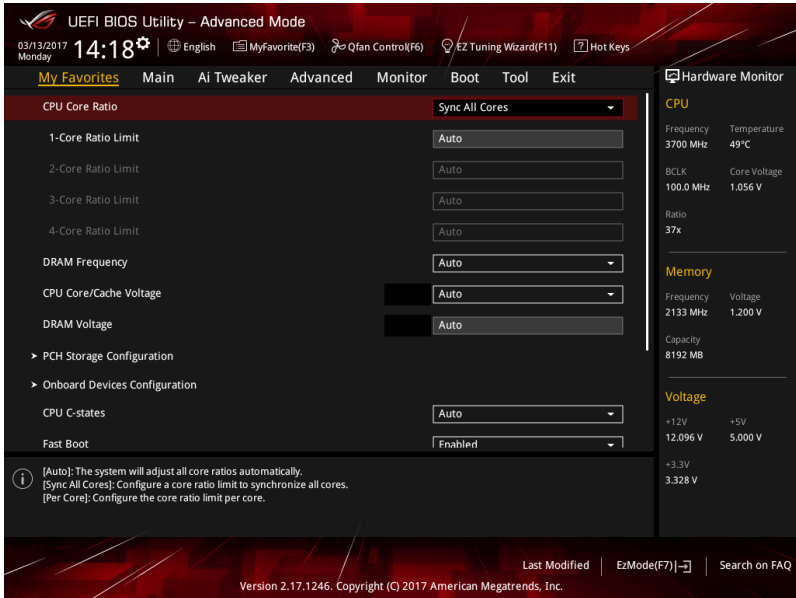 UEFI BIOS Utility – Advanced Mode
03/13/2017 Monday 14:18 English MyFavorite(F3) Qfan Control(F6) EZ Tuning Wizard(F11) ? Hot Keys
My Favorites Main Ai Tweaker Advanced Monitor Boot Tool Exit
CPU Core Ratio Sync All Cores
1-Core Ratio Limit Auto
2-Core Ratio Limit Auto
3-Core Ratio Limit Auto
4-Core Ratio Limit Auto
DRAM Frequency Auto
CPU Core/Cache Voltage Auto
DRAM Voltage Auto
> PCH Storage Configuration
> Onboard Devices Configuration
CPU C-states Auto
Fast Boot Enabled
[Auto]: The system will adjust all core ratios automatically.
[Sync All Cores]: Configure a core ratio limit to synchronize all cores.
[Per Core]: Configure the core ratio limit per core.
Hardware Monitor
CPU
Frequency Temperature
3700 MHz 49°C
BCLK Core Voltage
100.0 MHz 1.056 V
Ratio
37x
Memory
Frequency Voltage
2133 MHz 1.200 V
Capacity
8192 MB
Voltage
+12V +5V
12.096 V 5.000 V
+3.3V
3.328 V
Last Modified EzMode(F7) Search on FAQ
Version 2.17.1246. Copyright (C) 2017 American Megatrends, Inc.